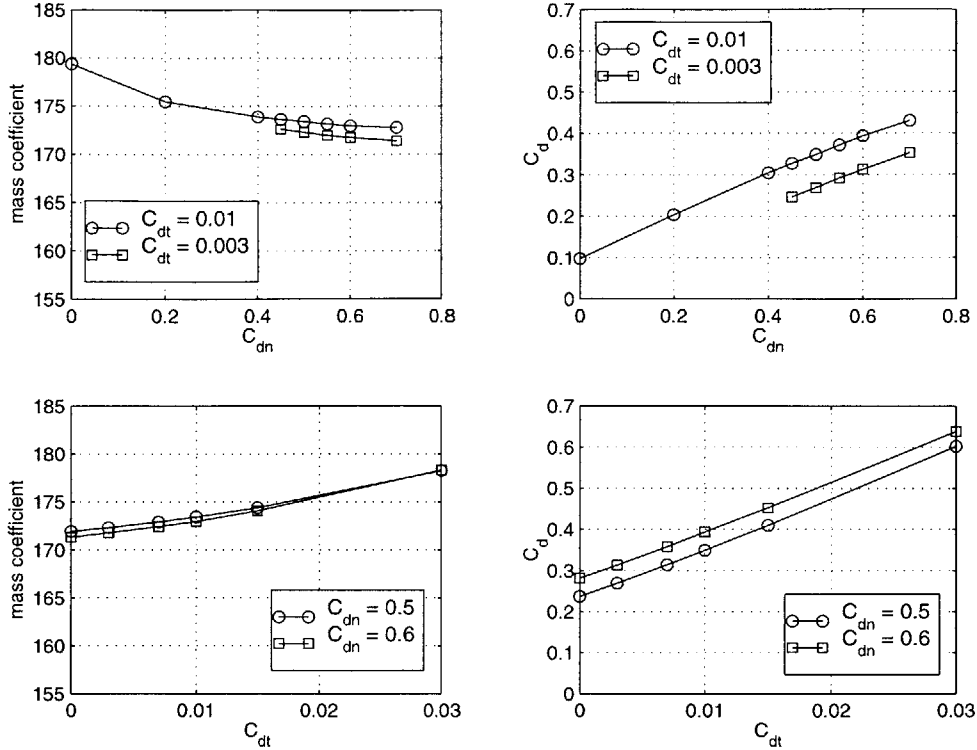 185
180
175
170
165
160
155
mass coefficient
C_dt = 0.01
C_dt = 0.003
0 0.2 0.4 0.6 0.8
C_dn
0.7
0.6
0.5
0.4
0.3
0.2
0.1
0
C_d
C_dt = 0.01
C_dt = 0.003
0 0.2 0.4 0.6 0.8
C_dn
185
180
175
170
165
160
155
mass coefficient
C_dn = 0.5
C_dn = 0.6
0 0.01 0.02 0.03
C_dt
0.7
0.6
0.5
0.4
0.3
0.2
0.1
0
C_d
C_dn = 0.5
C_dn = 0.6
0 0.01 0.02 0.03
C_dt